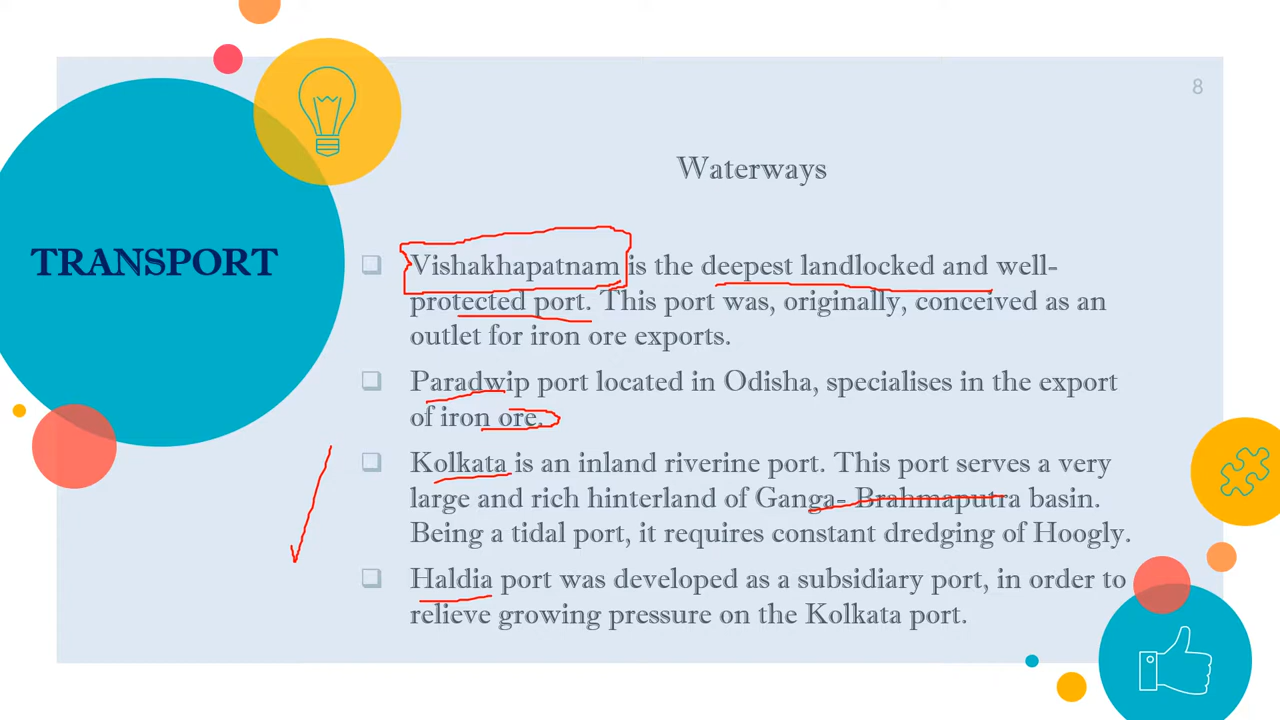 8
Waterways
TRANSPORT
Vishakhapatnam is the deepest landlocked and well-
protected port. This port was, originally, conceived as an
outlet for iron ore exports.
Paradwip port located in Odisha, specialises in the export
of iron ore.
Kolkata is an inland riverine port. This port serves a very
large and rich hinterland of Ganga- Brahmaputra basin.
Being a tidal port, it requires constant dredging of Hoogly.
Haldia port was developed as a subsidiary port, in order to
relieve growing pressure on the Kolkata port.